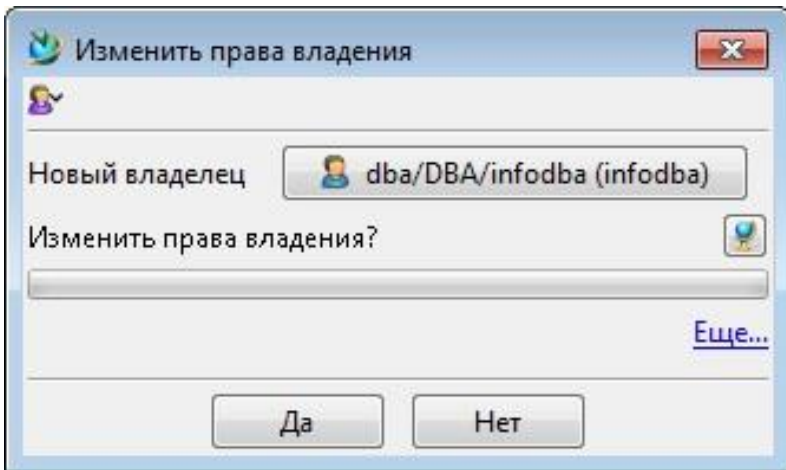 Изменить права владения
Новый владелец dba/DBA/infodba (infodba)
Изменить права владения?
Еще...
Да Нет